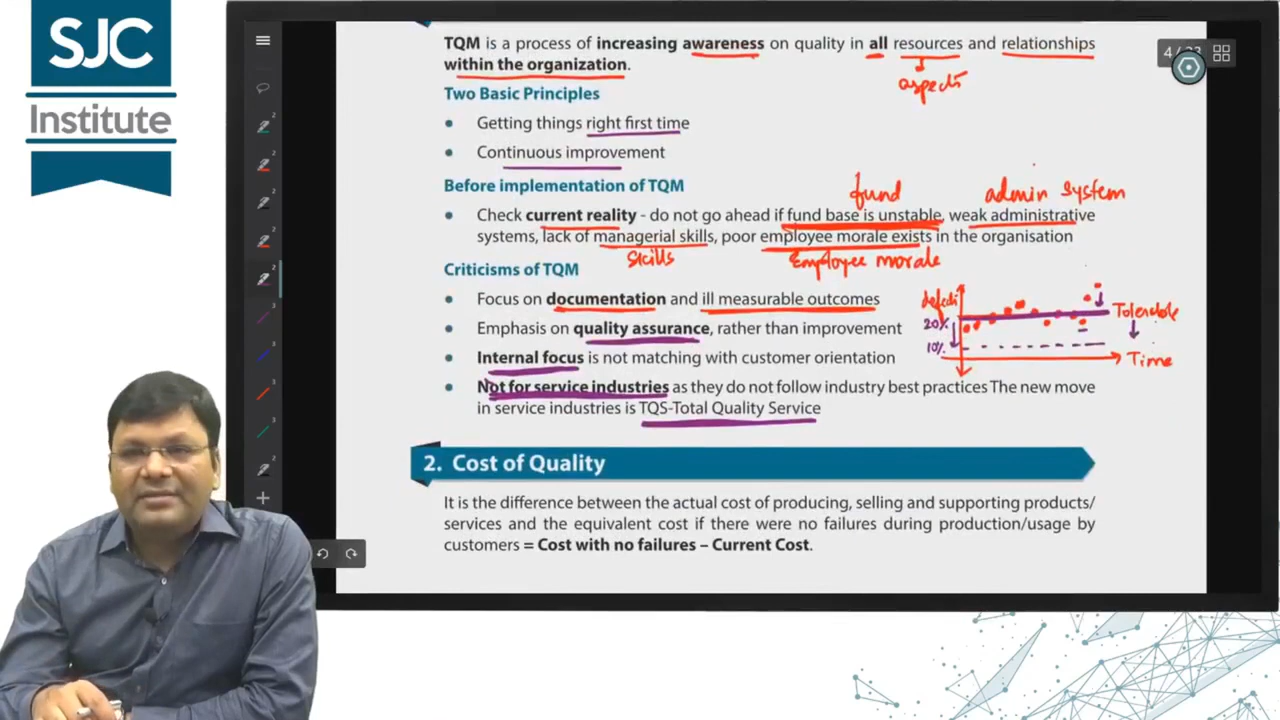 SJC
Institute
TQM is a process of increasing awareness on quality in all resources and relationships
within the organization.
aspects
4/33
Two Basic Principles
• Getting things right first time
• Continuous improvement
Before implementation of TQM
fund
admin system
• Check current reality - do not go ahead if fund base is unstable, weak administrative
systems, lack of managerial skills, poor employee morale exists in the organisation
skills
Employee morale
Criticisms of TQM
• Focus on documentation and ill measurable outcomes
• Emphasis on quality assurance, rather than improvement
• Internal focus is not matching with customer orientation
• Not for service industries as they do not follow industry best practices The new move
in service industries is TQS-Total Quality Service
20%
10%
Tolerable
Time
2. Cost of Quality
It is the difference between the actual cost of producing, selling and supporting products/
services and the equivalent cost if there were no failures during production/usage by
customers = Cost with no failures – Current Cost.